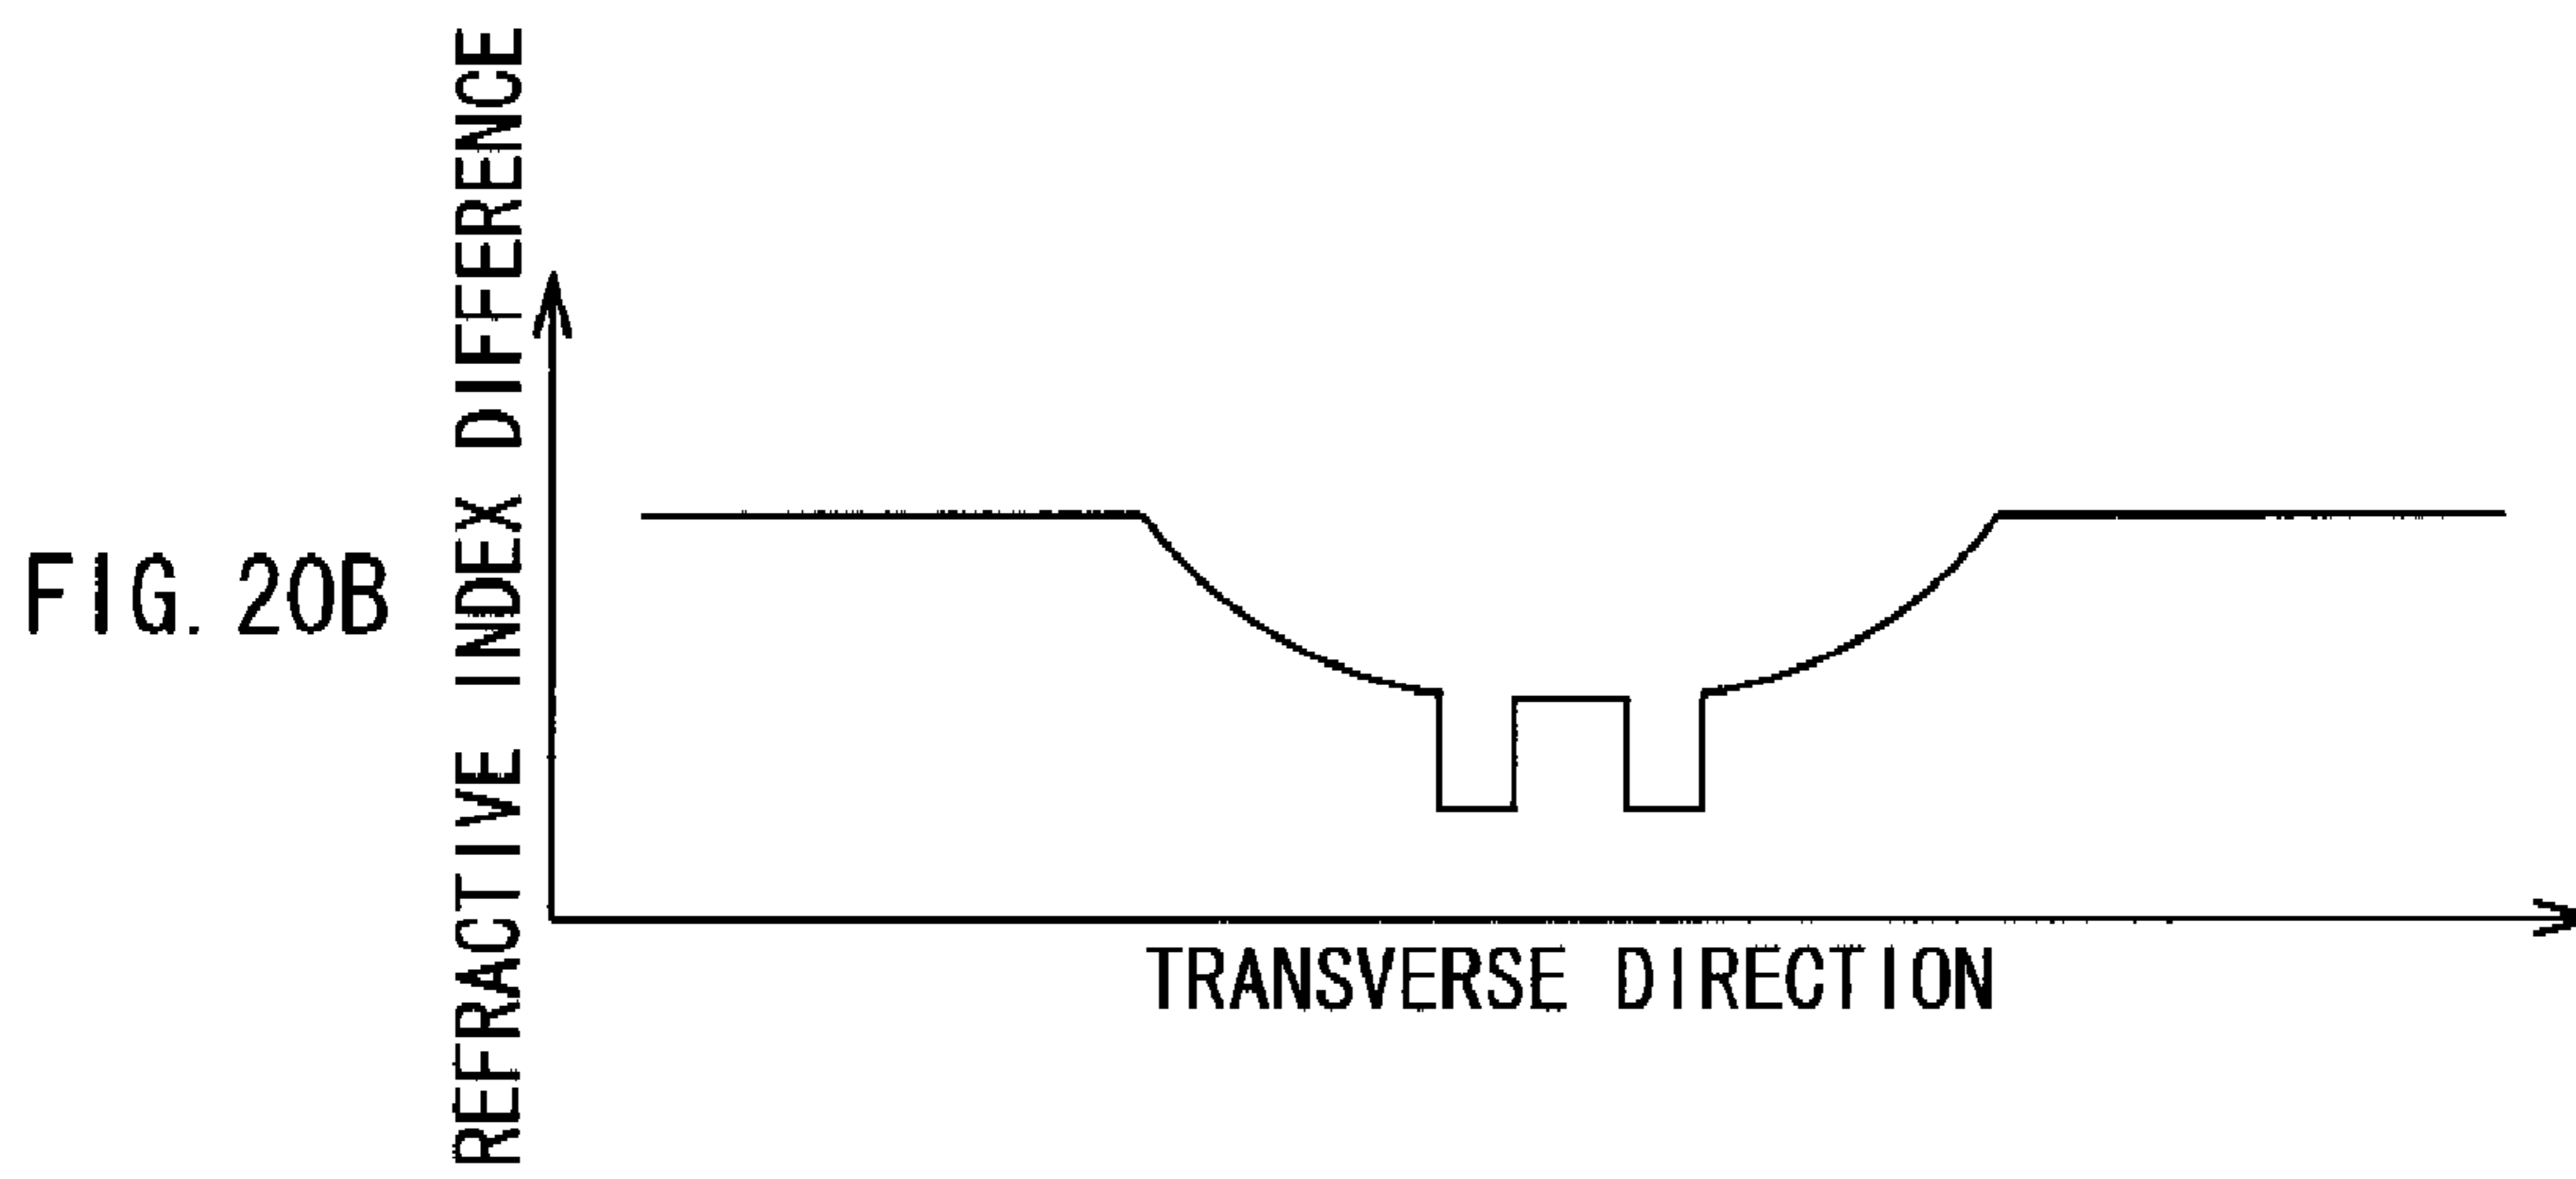 FIG. 20B
REFRACTIVE INDEX DIFFERENCE
TRANSVERSE DIRECTION